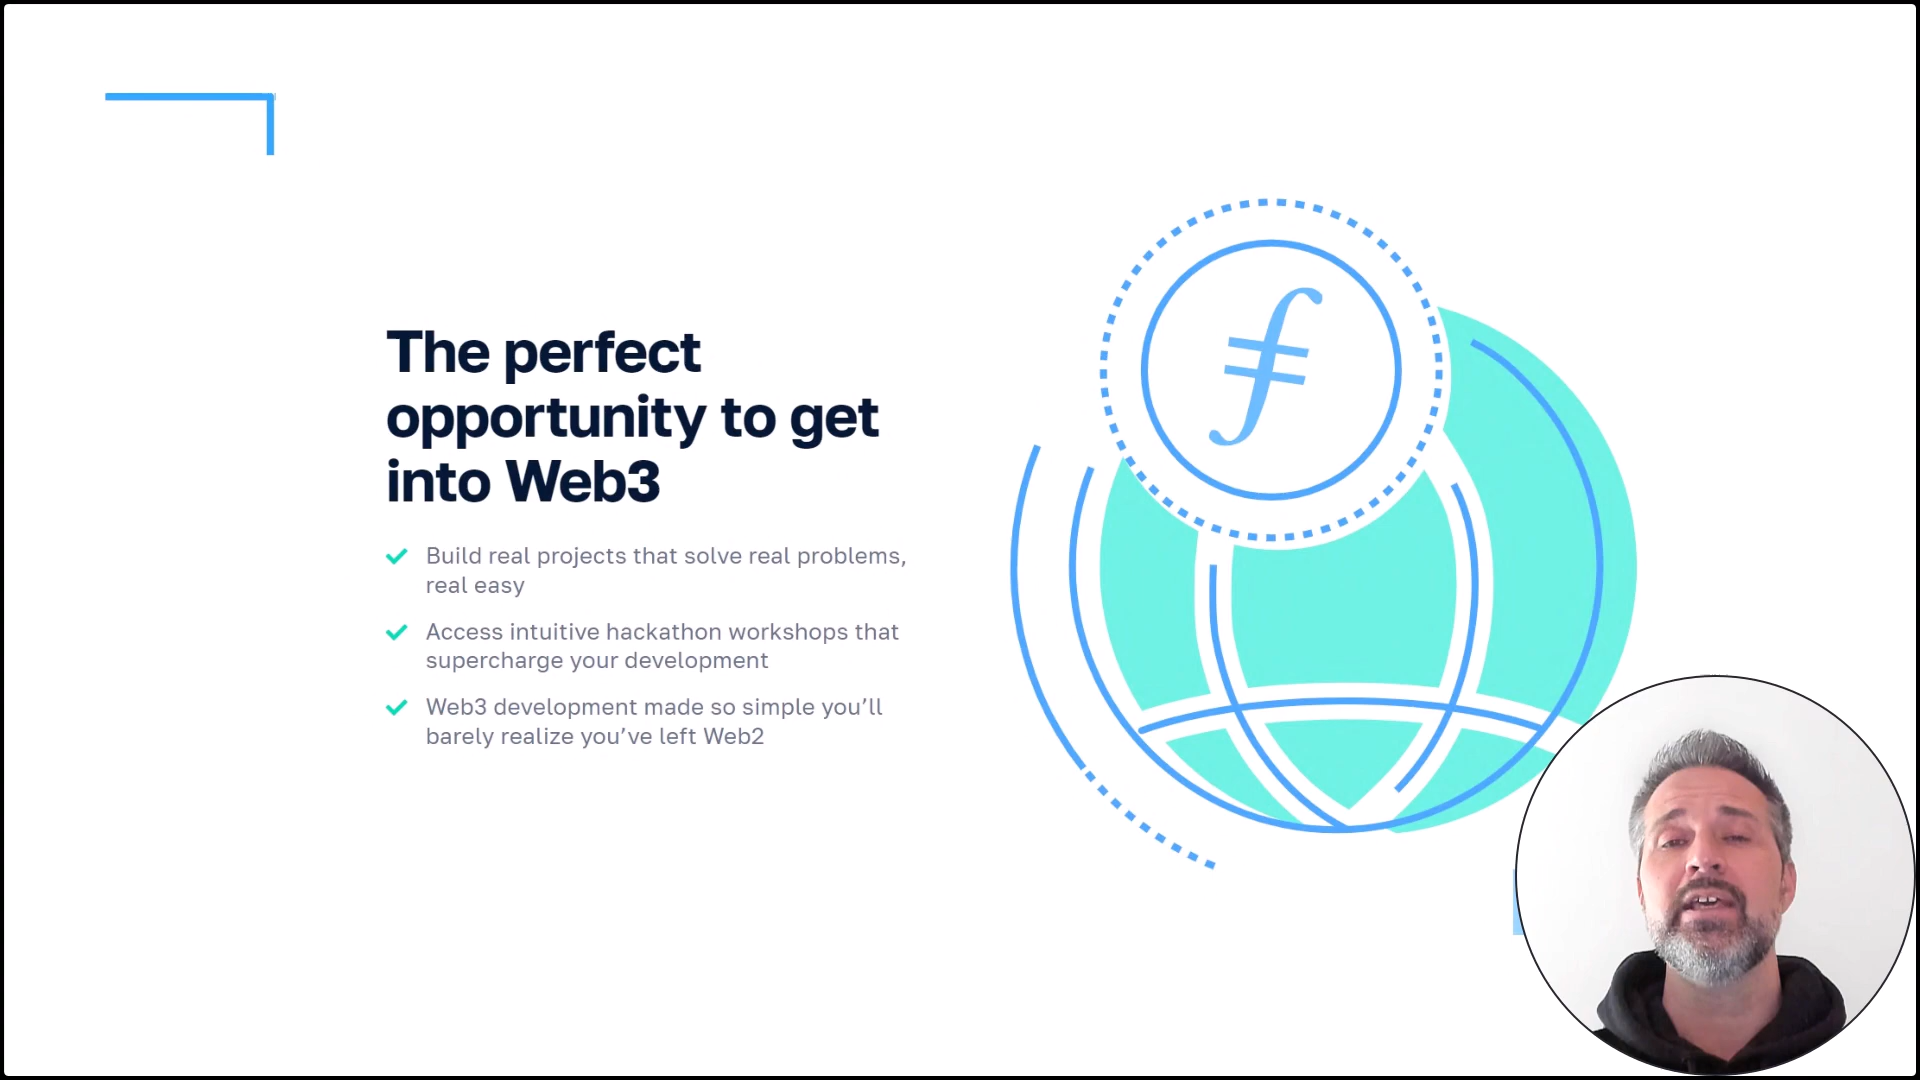 The perfect
opportunity to get
into Web3
Build real projects that solve real problems,
real easy
Access intuitive hackathon workshops that
supercharge your development
Web3 development made so simple you’ll
barely realize you’ve left Web2